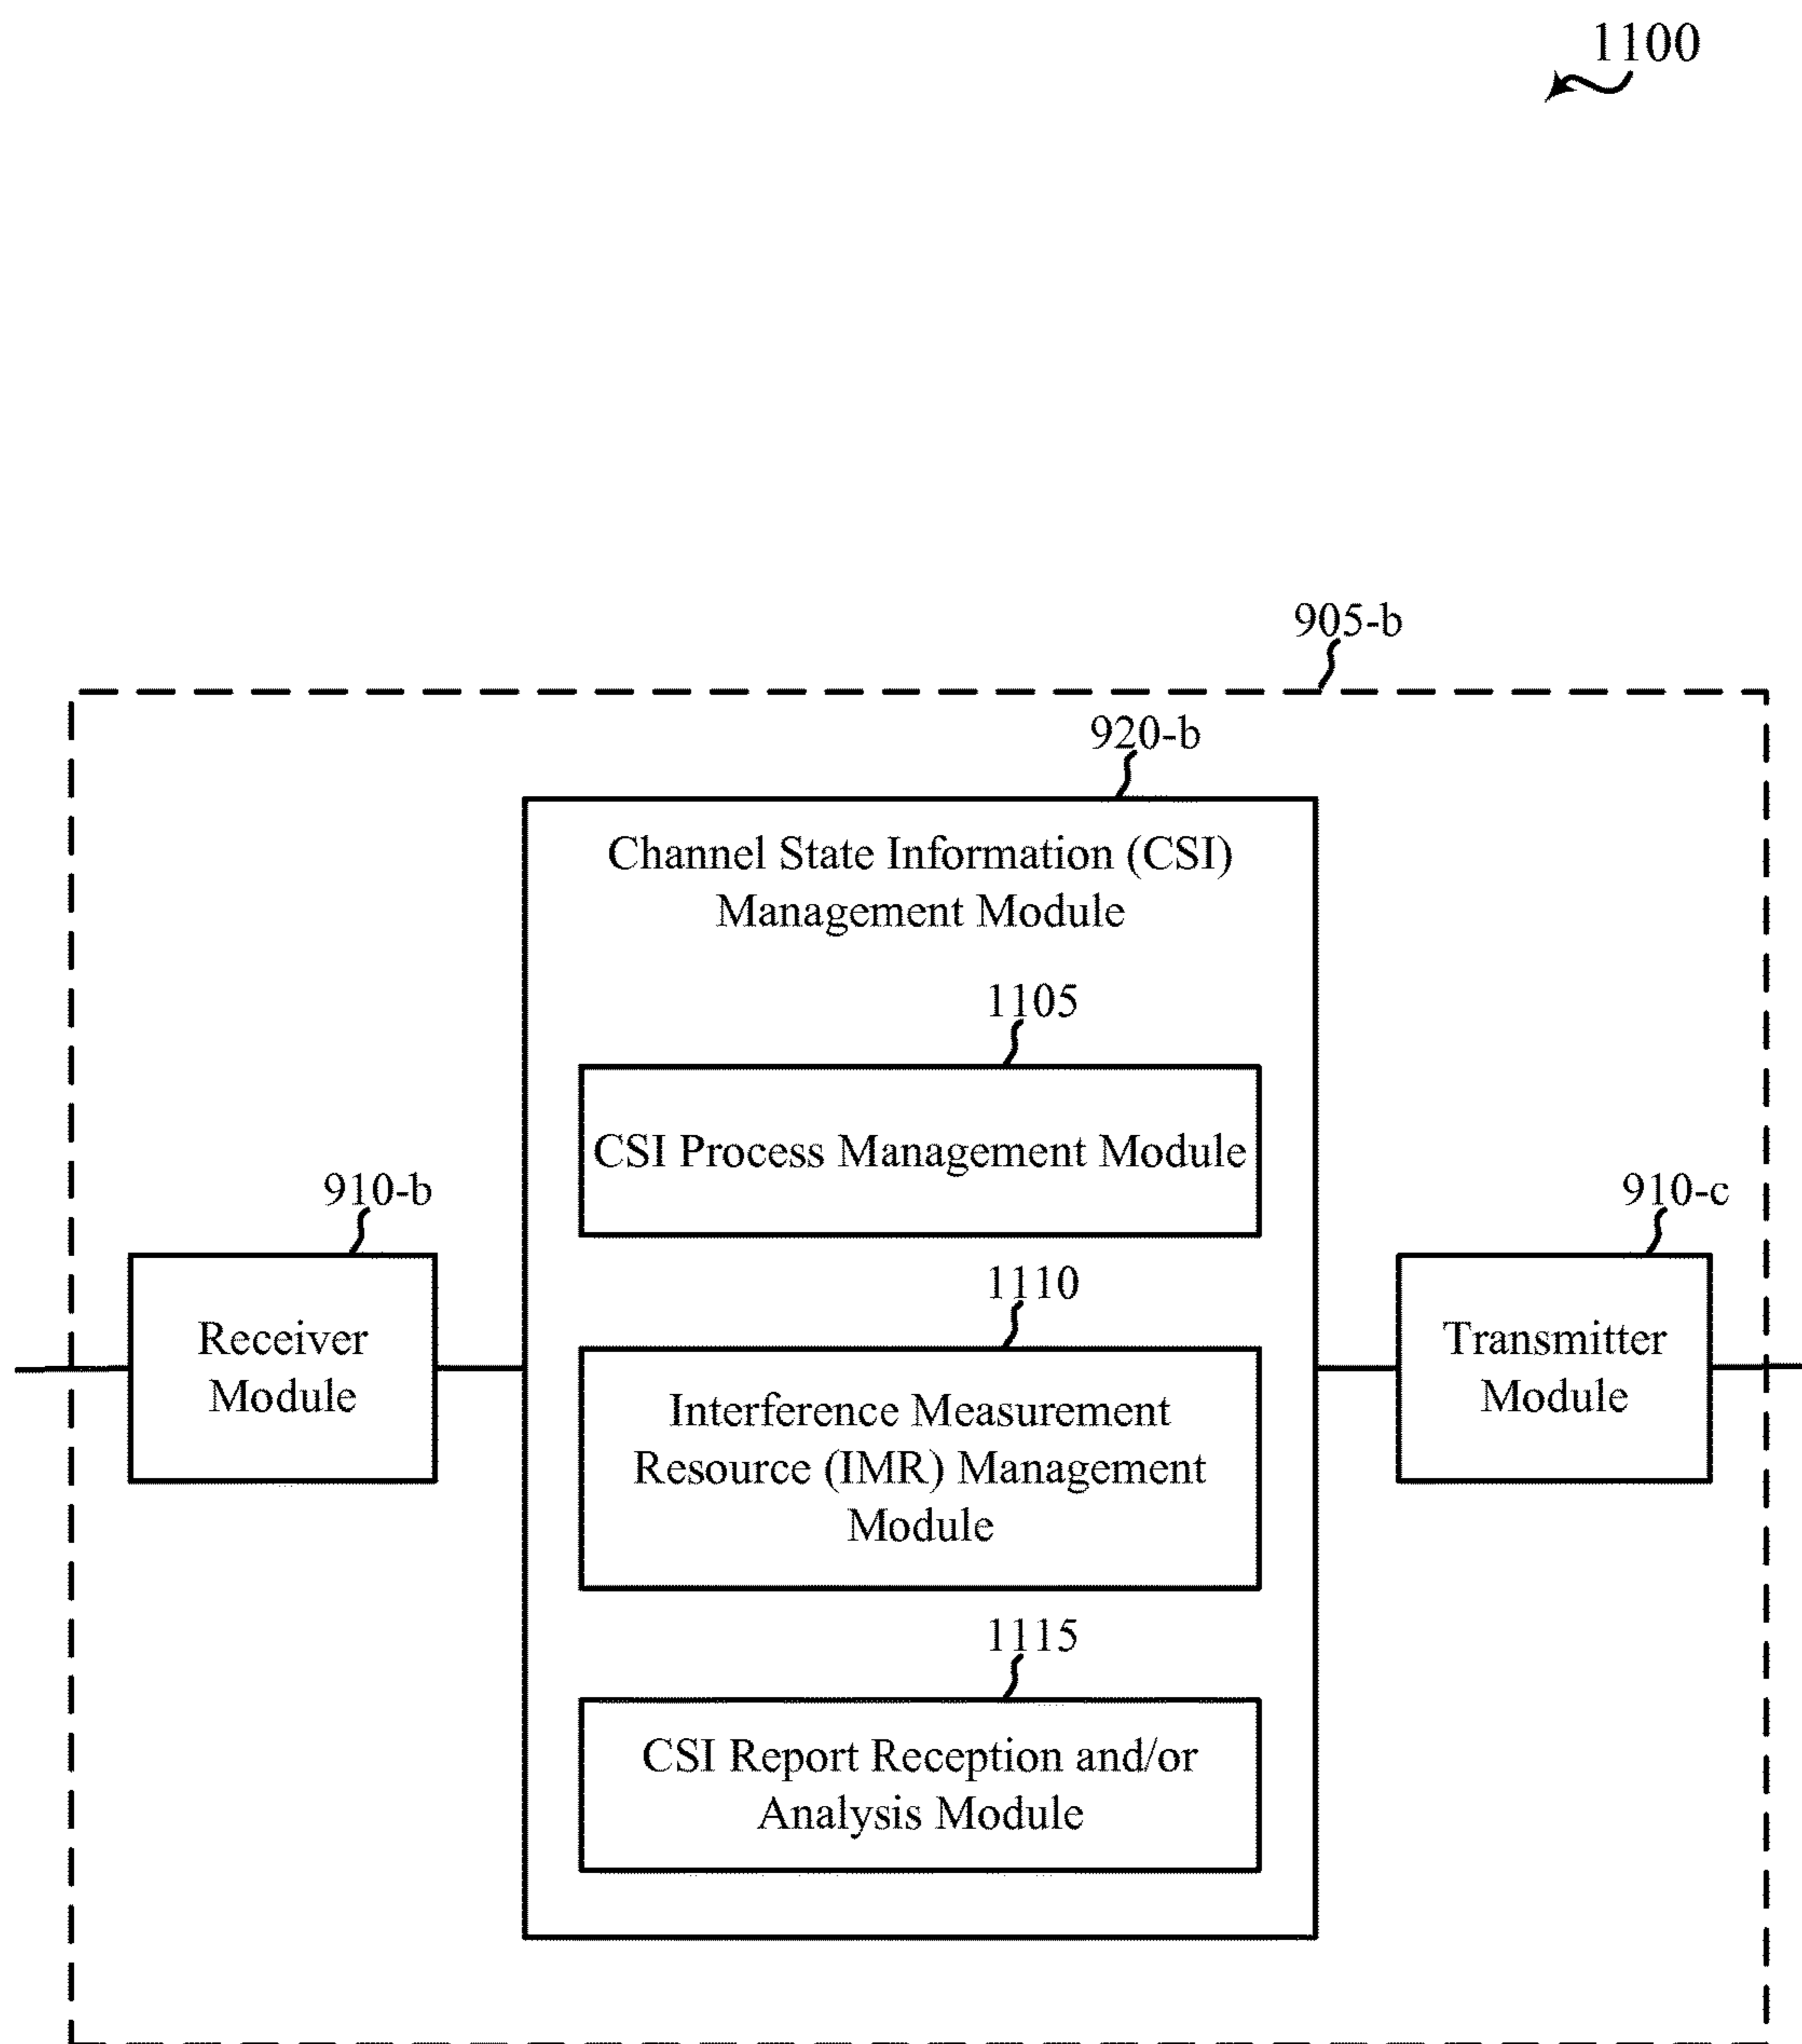 1100
905-b
920-b
Channel State Information (CSI)
Management Module
1105
CSI Process Management Module
910-b
910-c
Receiver
Module
1110
Interference Measurement
Resource (IMR) Management
Module
Transmitter
Module
1115
CSI Report Reception and/or
Analysis Module